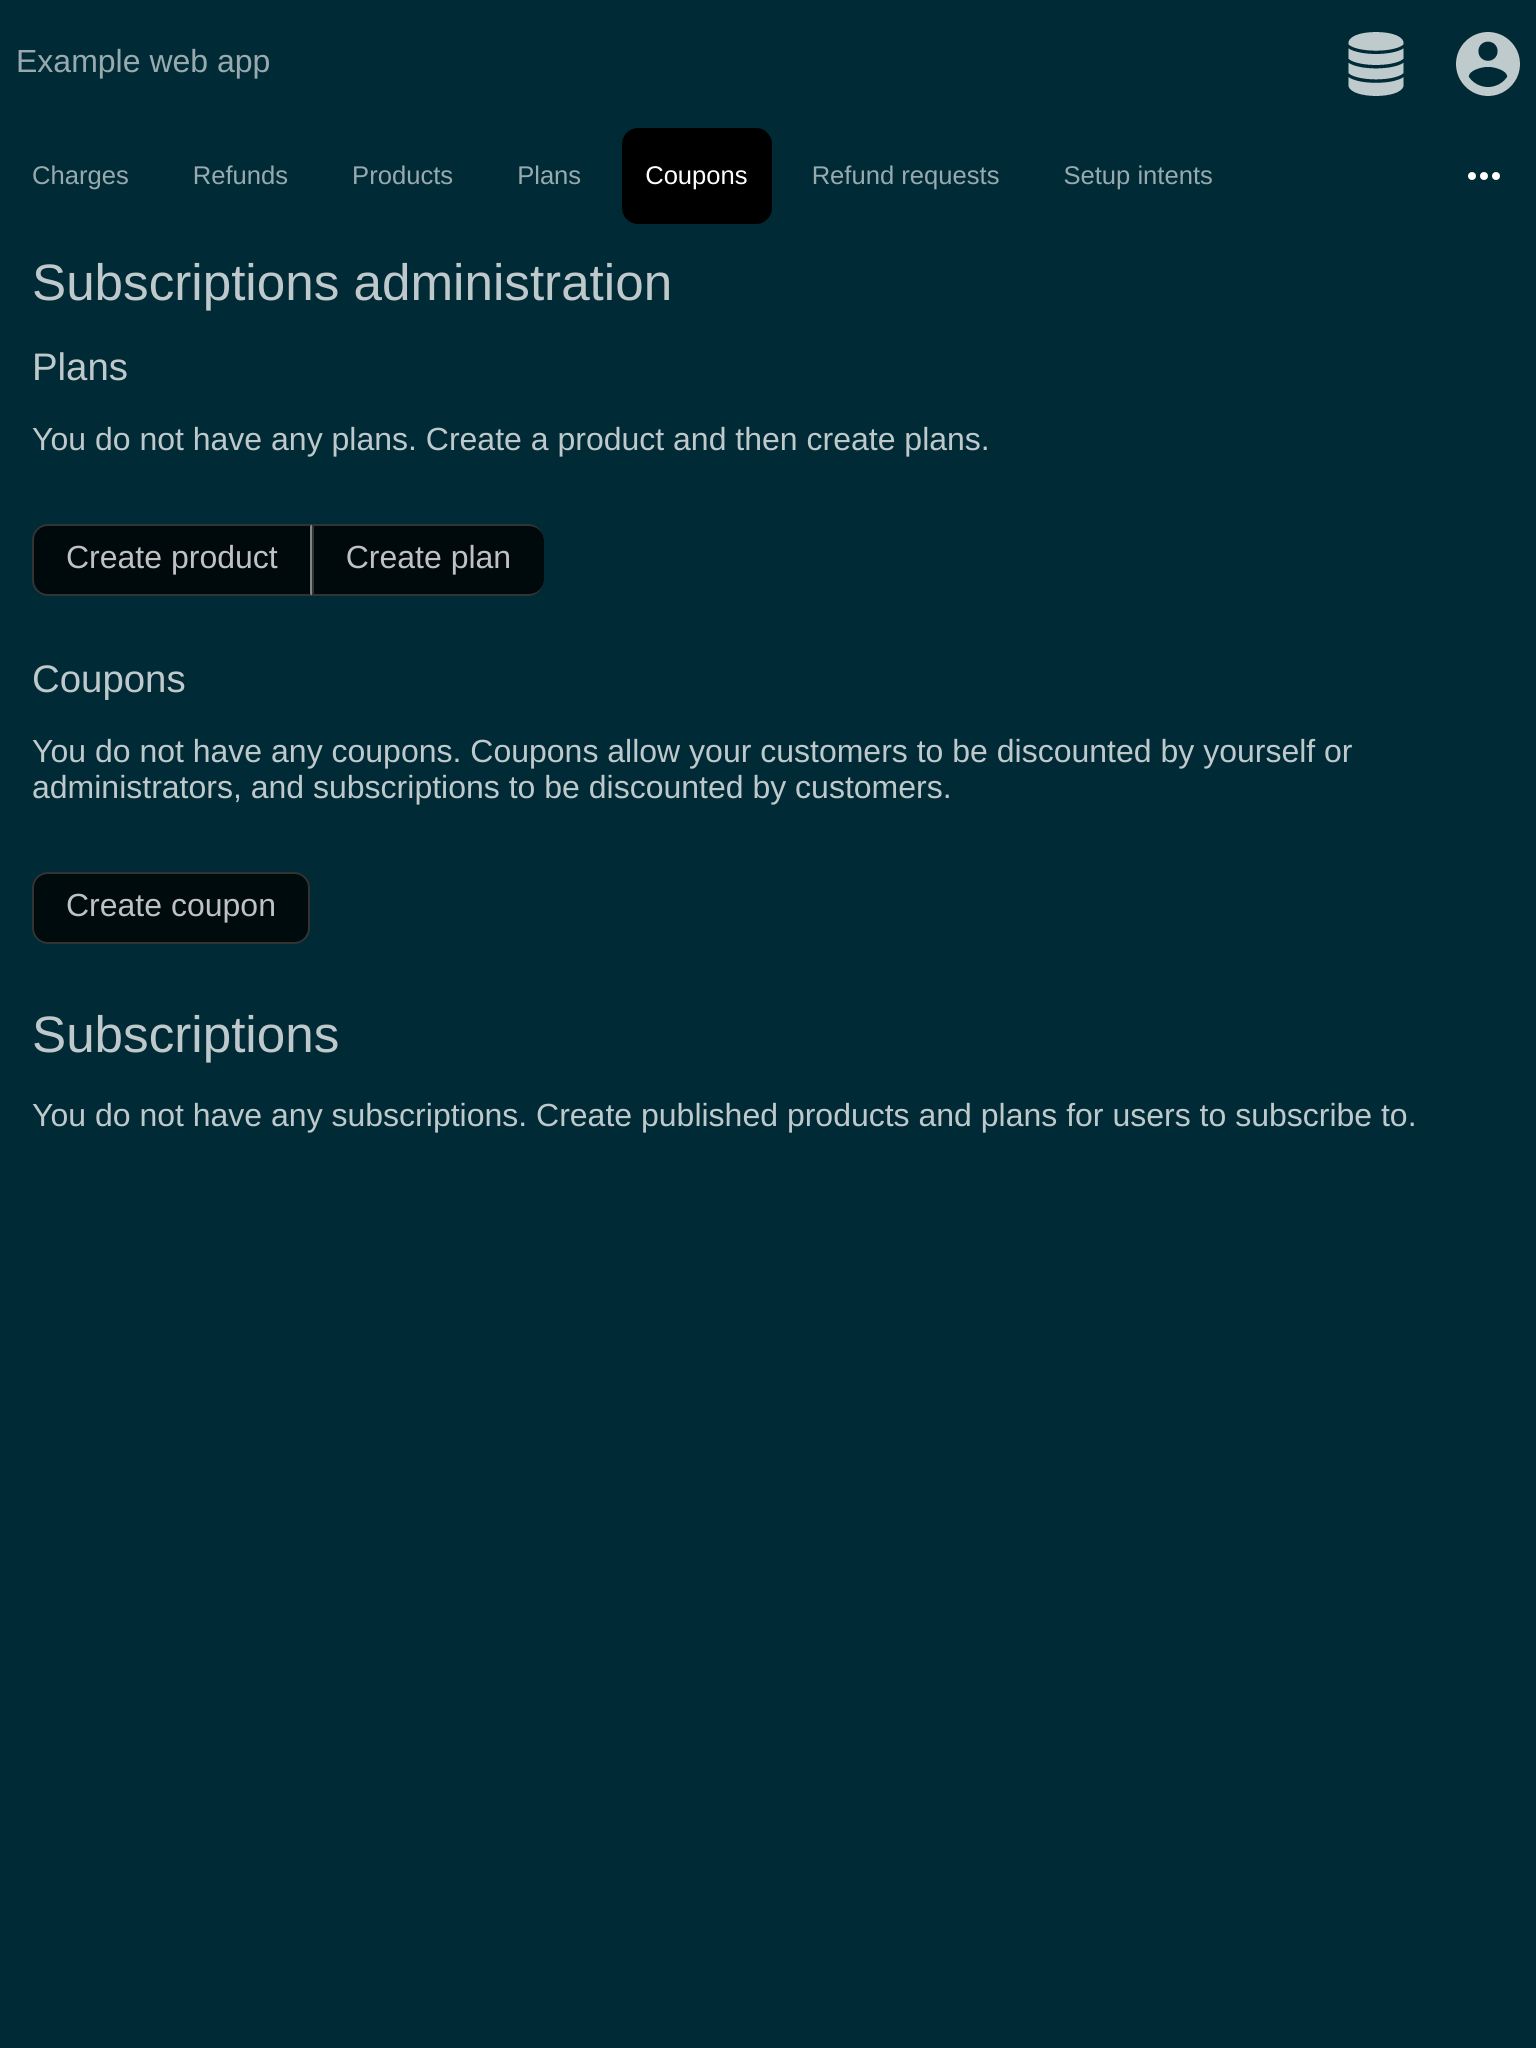 Example web app
Charges Refunds Products Plans Coupons Refund requests Setup intents
Subscriptions administration
Plans
You do not have any plans. Create a product and then create plans.
Create product Create plan
Coupons
You do not have any coupons. Coupons allow your customers to be discounted by yourself or
administrators, and subscriptions to be discounted by customers.
Create coupon
Subscriptions
You do not have any subscriptions. Create published products and plans for users to subscribe to.